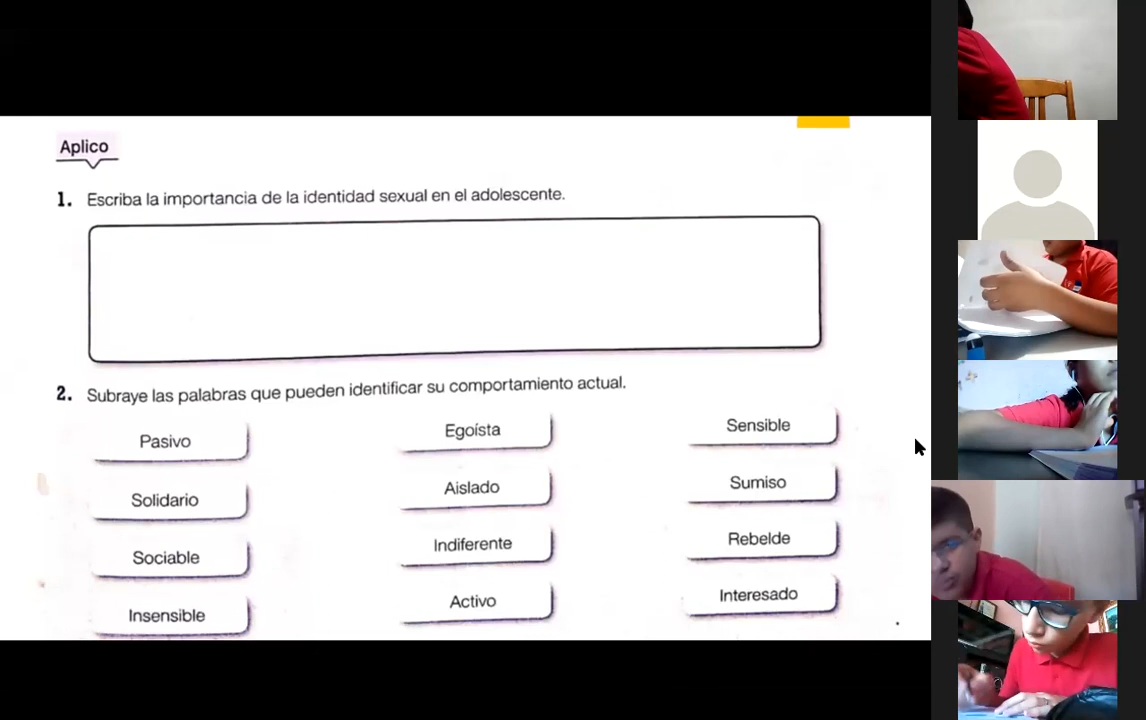 Aplico
1. Escriba la importancia de la identidad sexual en el adolescente.
2. Subraye las palabras que pueden identificar su comportamiento actual.
Pasivo
Egoísta
Sensible
Solidario
Aislado
Sumiso
Sociable
Indiferente
Rebelde
Insensible
Activo
Interesado